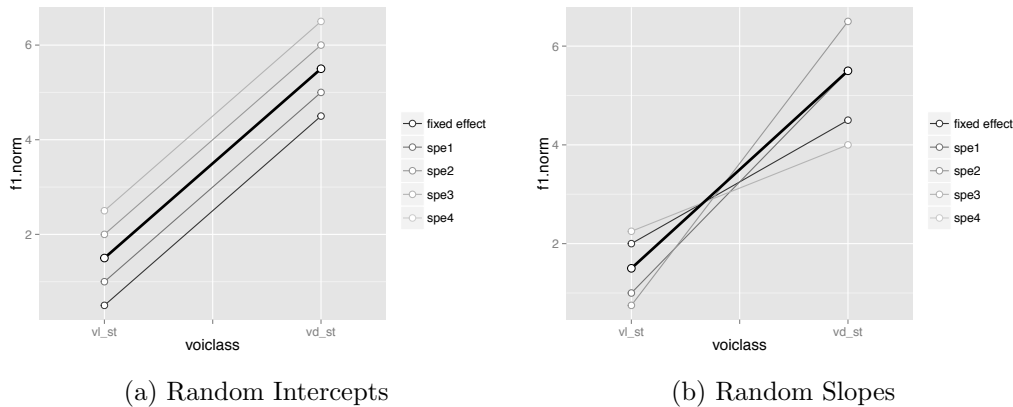 f1.norm
6
4
2
vl_st
vd_st
voiclass
fixed effect
spe1
spe2
spe3
spe4
(a) Random Intercepts
f1.norm
6
4
2
vl_st
vd_st
voiclass
fixed effect
spe1
spe2
spe3
spe4
(b) Random Slopes